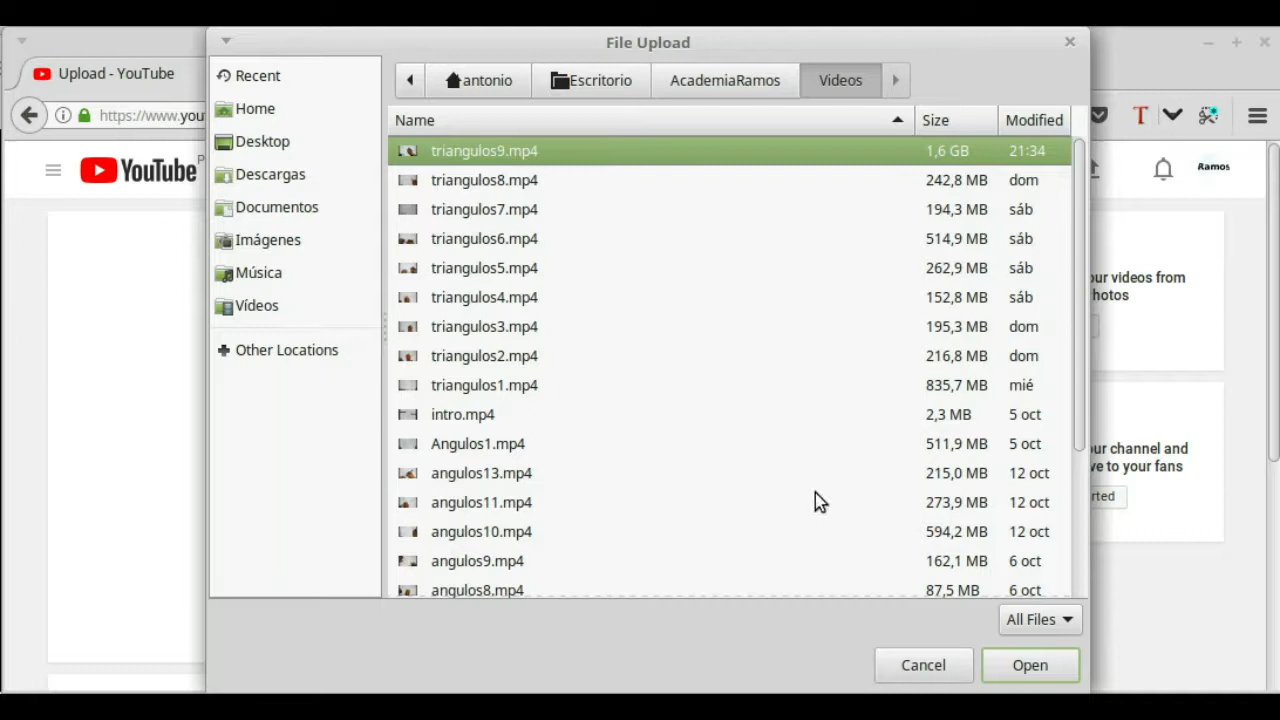 File Upload
Upload - YouTube
https://www.you
YouTube
Ramos
our videos from
hotos
ur channel and
ve to your fans
rted
Recent
Home
Desktop
Descargas
Documentos
Imágenes
Música
Vídeos
Other Locations
antonio Escritorio AcademiaRamos Videos
Name Size Modified
triangulos9.mp4 1,6 GB 21:34
triangulos8.mp4 242,8 MB dom
triangulos7.mp4 194,3 MB sáb
triangulos6.mp4 514,9 MB sáb
triangulos5.mp4 262,9 MB sáb
triangulos4.mp4 152,8 MB sáb
triangulos3.mp4 195,3 MB dom
triangulos2.mp4 216,8 MB dom
triangulos1.mp4 835,7 MB mié
intro.mp4 2,3 MB 5 oct
Angulos1.mp4 511,9 MB 5 oct
angulos13.mp4 215,0 MB 12 oct
angulos11.mp4 273,9 MB 12 oct
angulos10.mp4 594,2 MB 12 oct
angulos9.mp4 162,1 MB 6 oct
angulos8.mp4 87,5 MB 6 oct
All Files
Cancel Open